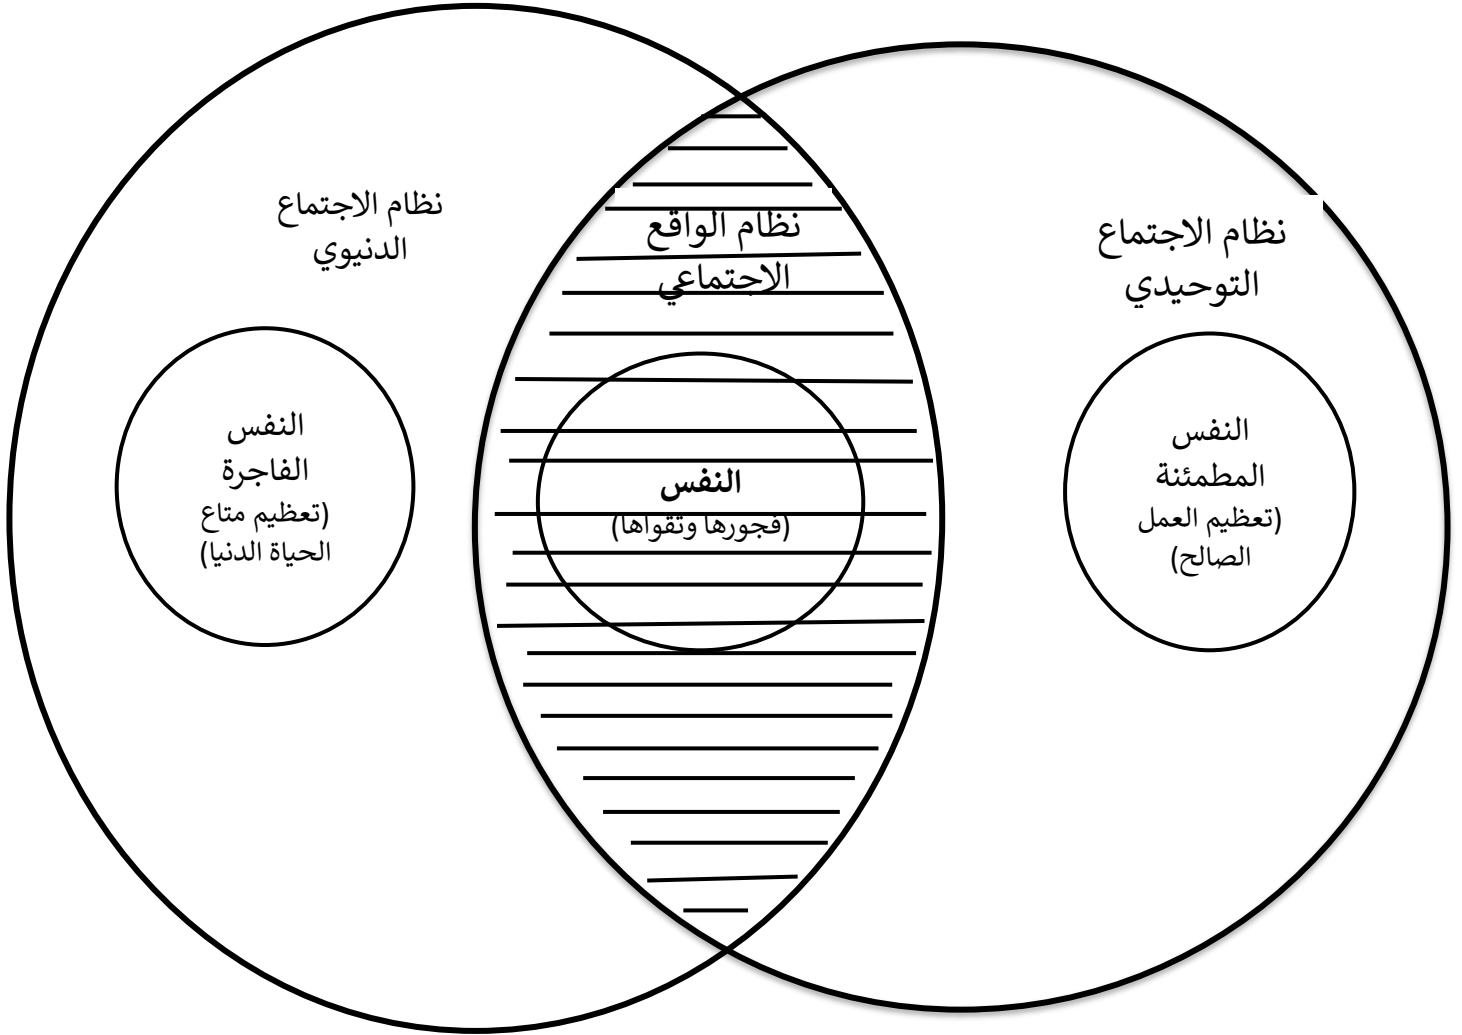 نظام الاجتماع
التوحيدي
النفس
المطمئنة
(تعظيم العمل
الصالح)
نظام الواقع
الاجتماعي
النفس
(فجورها وتقواها)
نظام الاجتماع
الدنيوي
النفس
الفاجرة
(تعظيم متاع
الحياة الدنيا)